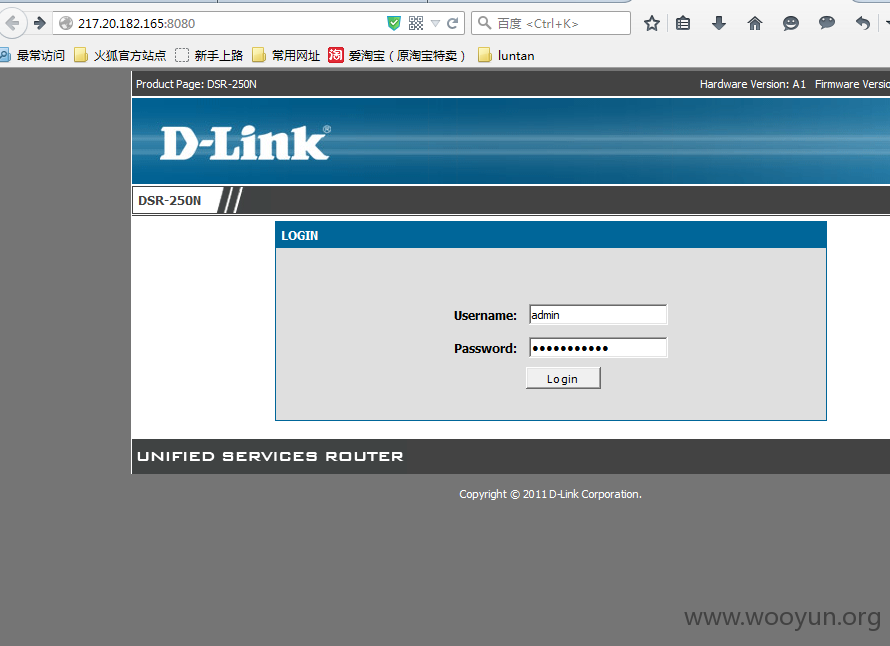 217.20.182.165:8080
百度 <Ctrl+K>
最常访问 火狐官方站点 新手上路 常用网址 淘 爱淘宝（原淘宝特卖） luntan
Product Page: DSR-250N Hardware Version: A1 Firmware Versio
D-Link®
DSR-250N
LOGIN
Username: admin
Password: •••••••••••
Login
UNIFIED SERVICES ROUTER
Copyright © 2011 D-Link Corporation.
www.wooyun.org